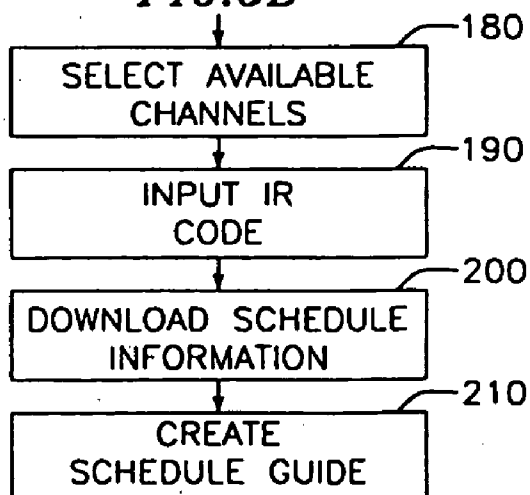 180
SELECT AVAILABLE
CHANNELS
190
INPUT IR
CODE
200
DOWNLOAD SCHEDULE
INFORMATION
210
CREATE
SCHEDULE GUIDE